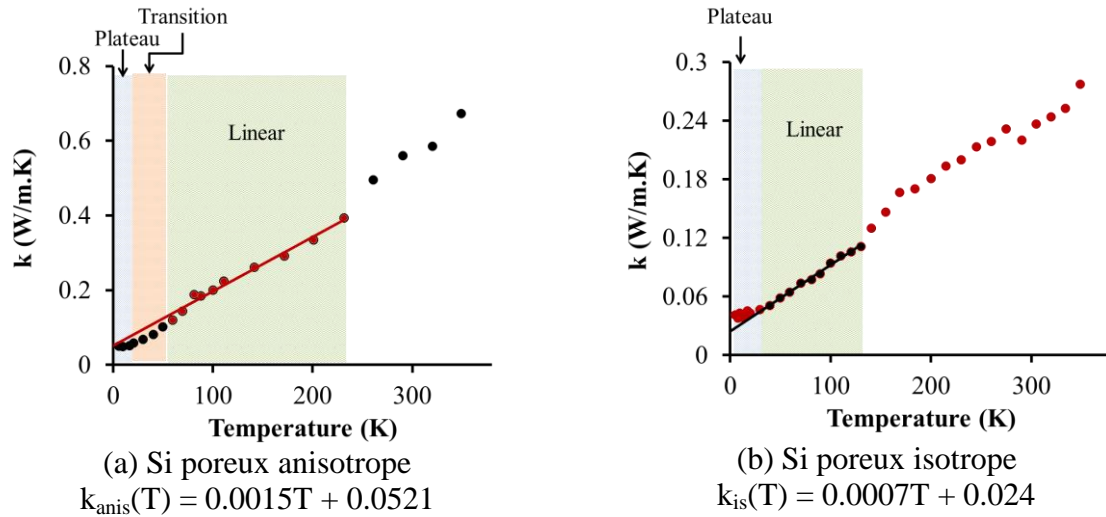 Transition
Plateau
0.8
0.6
0.4
0.2
0
k (W/m.K)
Linear
0 100 200 300
Temperature (K)
(a) Si poreux anisotrope
k_anis(T) = 0.0015T + 0.0521
Plateau
0.3
0.24
0.18
0.12
0.06
0
k (W/m.K)
Linear
0 100 200 300
Temperature (K)
(b) Si poreux isotrope
k_is(T) = 0.0007T + 0.024